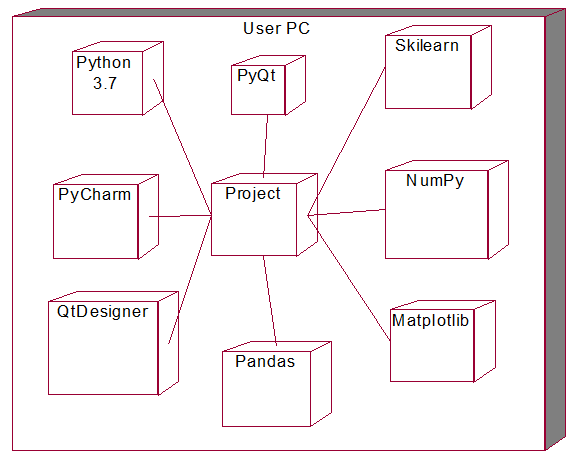 User PC
Python
3.7
PyQt
Skilearn
PyCharm
Project
NumPy
QtDesigner
Pandas
Matplotlib